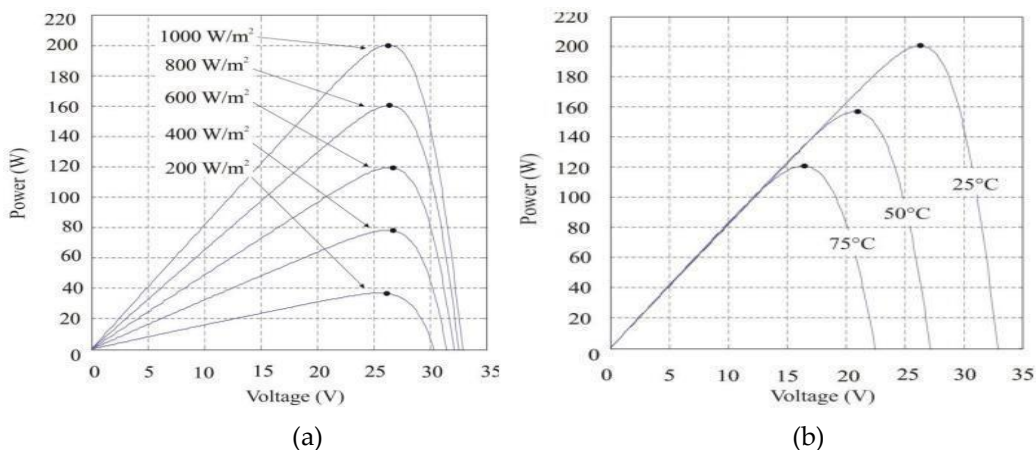 220
200
180
160
140
120
100
80
60
40
20
0
Power (W)
1000 W/m²
800 W/m²
600 W/m²
400 W/m²
200 W/m²
0 5 10 15 20 25 30 35
Voltage (V)
(a)
220
200
180
160
140
120
100
80
60
40
20
0
Power (W)
25°C
50°C
75°C
0 5 10 15 20 25 30 35
Voltage (V)
(b)